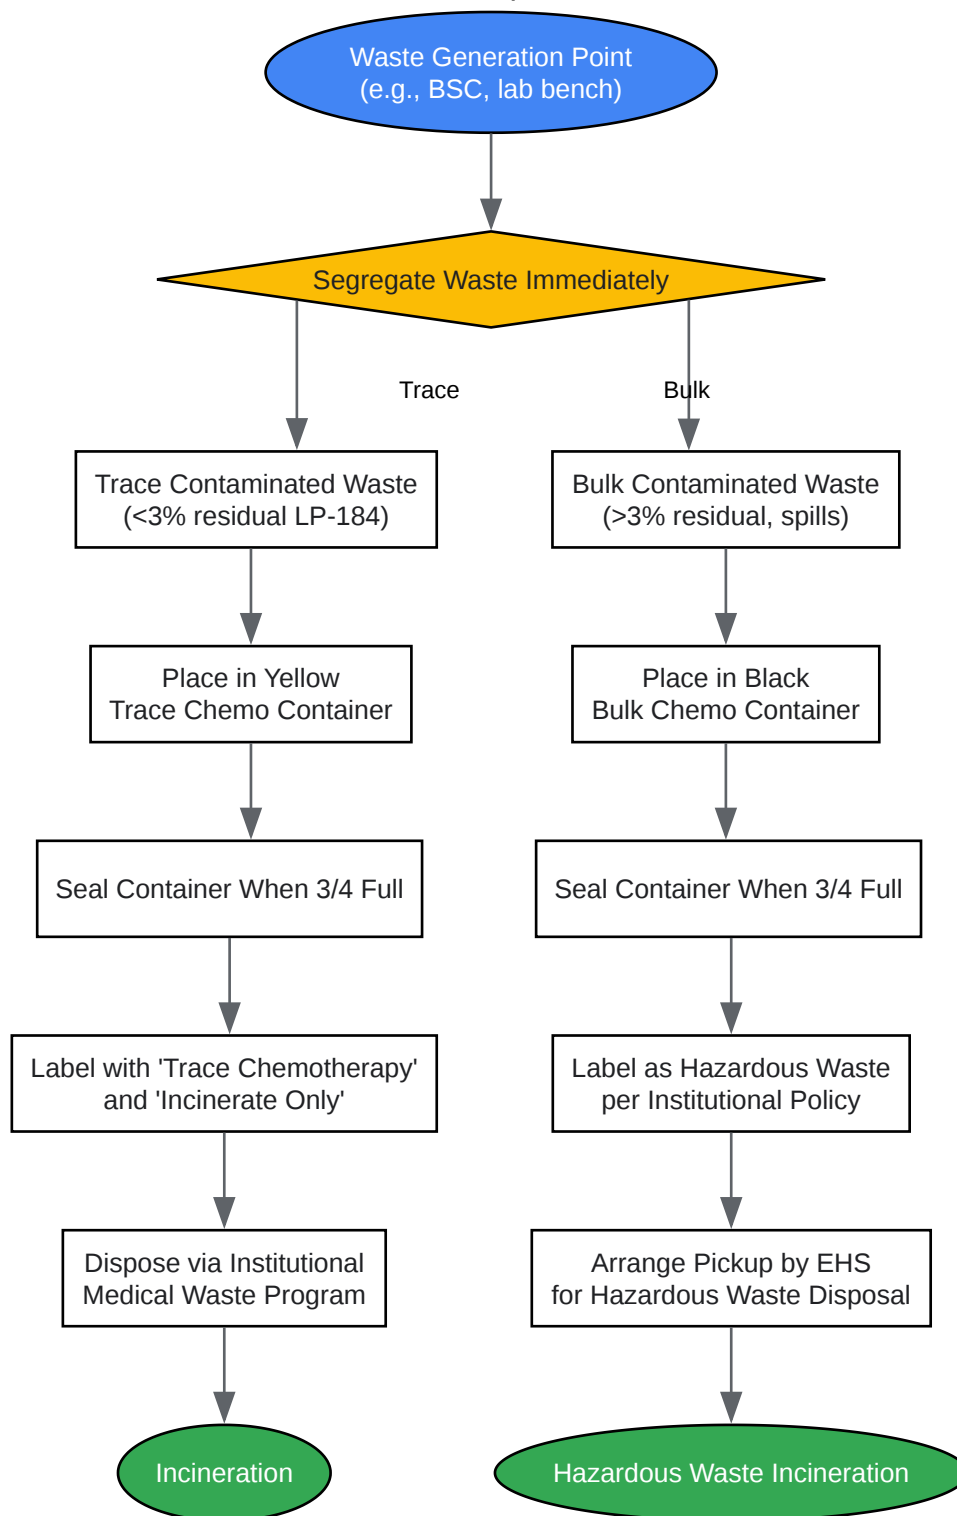 Waste Generation Point
(e.g., BSC, lab bench)
Segregate Waste Immediately
Trace
Bulk
Trace Contaminated Waste
(<3% residual LP-184)
Bulk Contaminated Waste
(>3% residual, spills)
Place in Yellow
Trace Chemo Container
Place in Black
Bulk Chemo Container
Seal Container When 3/4 Full
Seal Container When 3/4 Full
Label with 'Trace Chemotherapy'
and 'Incinerate Only'
Label as Hazardous Waste
per Institutional Policy
Dispose via Institutional
Medical Waste Program
Arrange Pickup by EHS
for Hazardous Waste Disposal
Incineration
Hazardous Waste Incineration